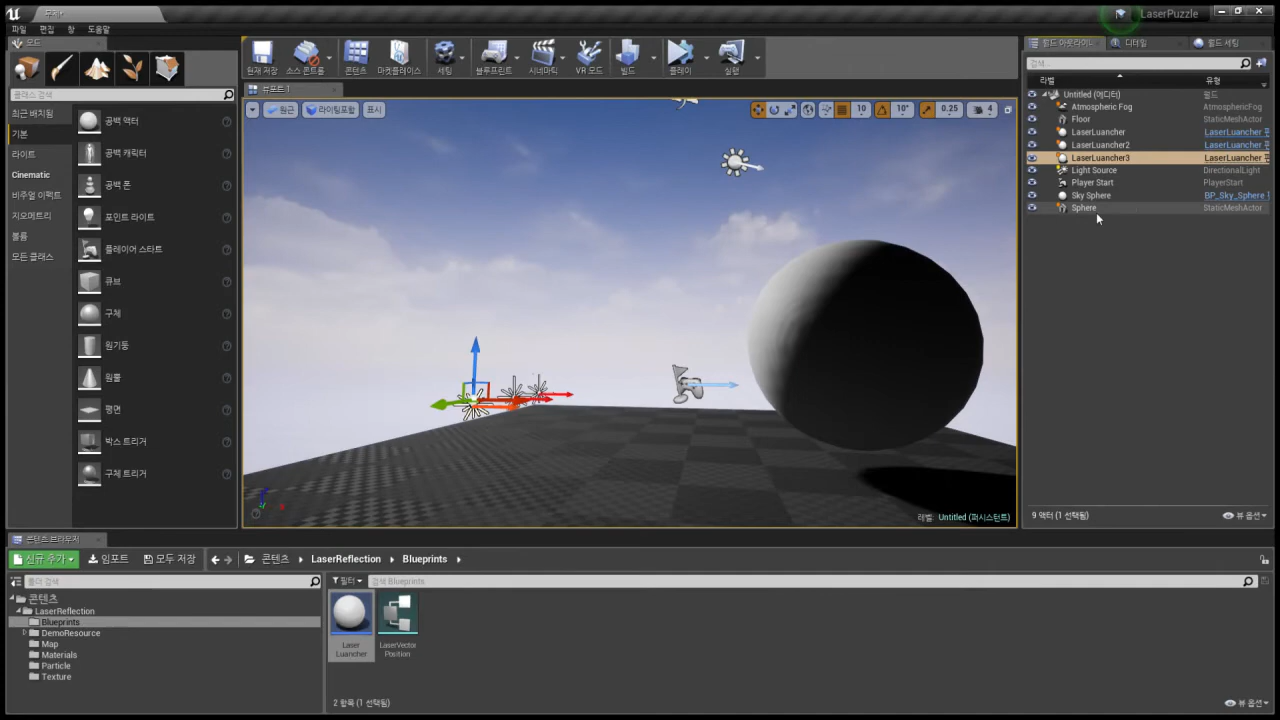 무제*
LaserPuzzle
파일 편집 창 도움말
모드
현재 저장 소스 콘트롤 콘텐츠 마켓플레이스 세팅 블루프린트 시네마틱 VR 모드 빌드 플레이 실행
월드 아웃라이너 디테일 월드 세팅
클래스 검색
뷰포트 1
검색...
라벨 유형
최근 배치됨
기본
라이트
Cinematic
비주얼 이펙트
지오메트리
볼륨
모든 클래스
공백 액터
공백 캐릭터
공백 폰
포인트 라이트
플레이어 스타트
큐브
구체
원기둥
원뿔
평면
박스 트리거
구체 트리거
원근 라이팅포함 표시
10 10° 0.25 4
Untitled (에디터) 월드
Atmospheric Fog AtmosphericFog
Floor StaticMeshActor
LaserLuancher LaserLuancher 편
LaserLuancher2 LaserLuancher 편
LaserLuancher3 LaserLuancher 편
Light Source DirectionalLight
Player Start PlayerStart
Sky Sphere BP_Sky_Sphere
Sphere StaticMeshActor
레벨: Untitled (퍼시스턴트)
9 액터 (1 선택됨) 뷰 옵션
콘텐츠 브라우저
신규 추가 임포트 모두 저장 콘텐츠 LaserReflection Blueprints
폴더 검색
필터 검색 Blueprints
콘텐츠
LaserReflection
Blueprints
DemoResource
Map
Materials
Particle
Texture
Laser
Luancher
LaserVector
Position
2 항목 (1 선택됨) 뷰 옵션